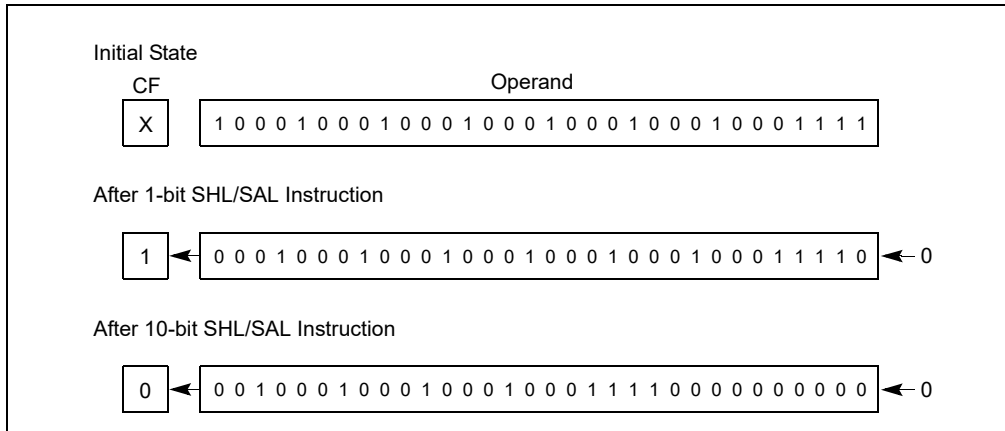 Initial State
CF Operand
X 1 0 0 0 1 0 0 0 1 0 0 0 1 0 0 0 1 0 0 0 1 0 0 0 1 0 0 0 1 1 1 1
After 1-bit SHL/SAL Instruction
1 0 0 0 1 0 0 0 1 0 0 0 1 0 0 0 1 0 0 0 1 0 0 0 1 0 0 0 1 1 1 1 0 0
After 10-bit SHL/SAL Instruction
0 0 0 1 0 0 0 1 0 0 0 1 0 0 0 1 0 0 0 1 1 1 1 0 0 0 0 0 0 0 0 0 0 0